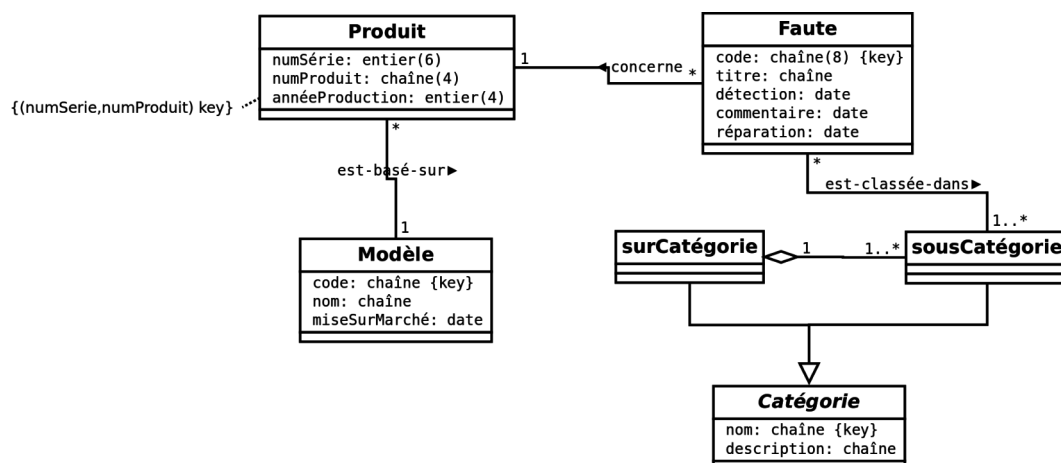 Produit
numSérie: entier(6)
numProduit: chaîne(4)
annéeProduction: entier(4)
{(numSerie,numProduit) key}
1
concerne
*
Faute
code: chaîne(8) {key}
titre: chaîne
détection: date
commentaire: date
réparation: date
*
est-basé-sur
1
Modèle
code: chaîne {key}
nom: chaîne
miseSurMarché: date
*
est-classée-dans
1..*
surCatégorie
1
1..*
sousCatégorie
Catégorie
nom: chaîne {key}
description: chaîne